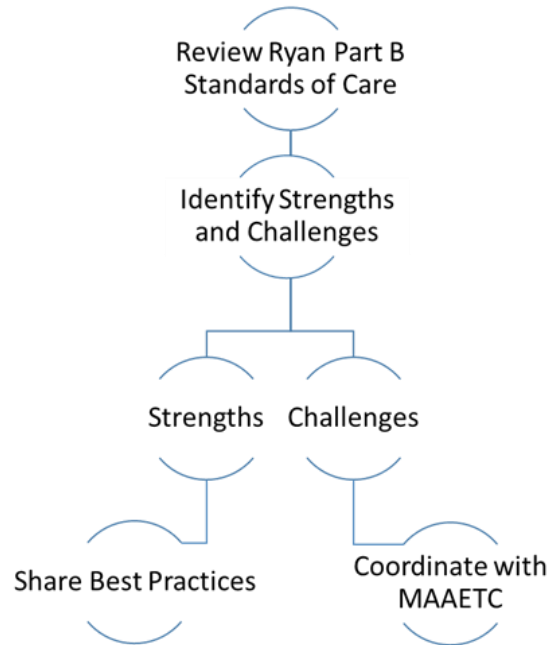 Review Ryan Part B
Standards of Care
Identify Strengths
and Challenges
Strengths
Challenges
Share Best Practices
Coordinate with
MAAETC